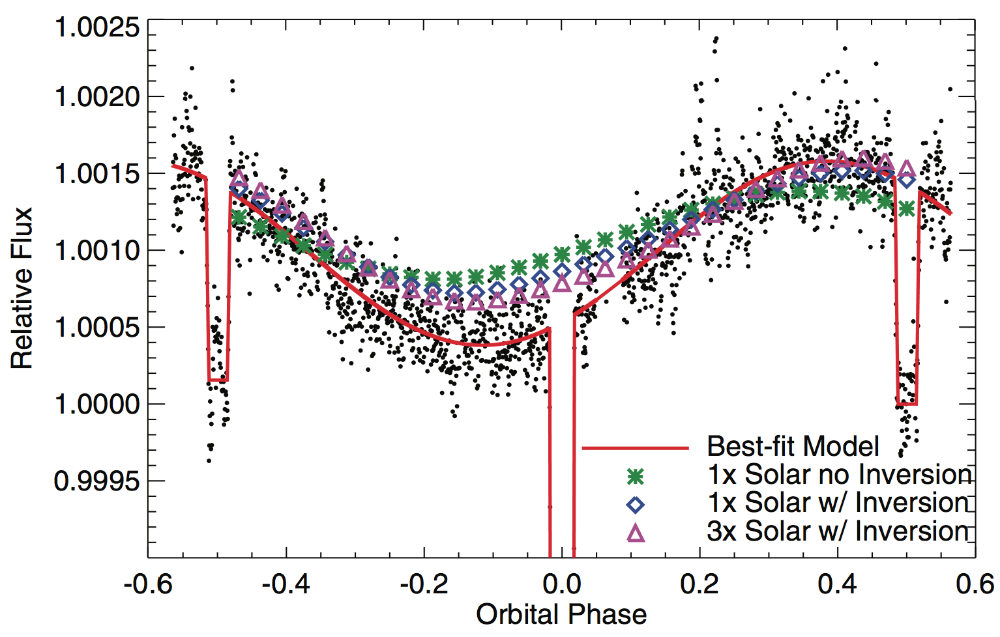 1.0025
1.0020
1.0015
1.0010
1.0005
1.0000
0.9995
Relative Flux
Best-fit Model
1x Solar no Inversion
1x Solar w/ Inversion
3x Solar w/ Inversion
-0.6 -0.4 -0.2 0.0 0.2 0.4 0.6
Orbital Phase